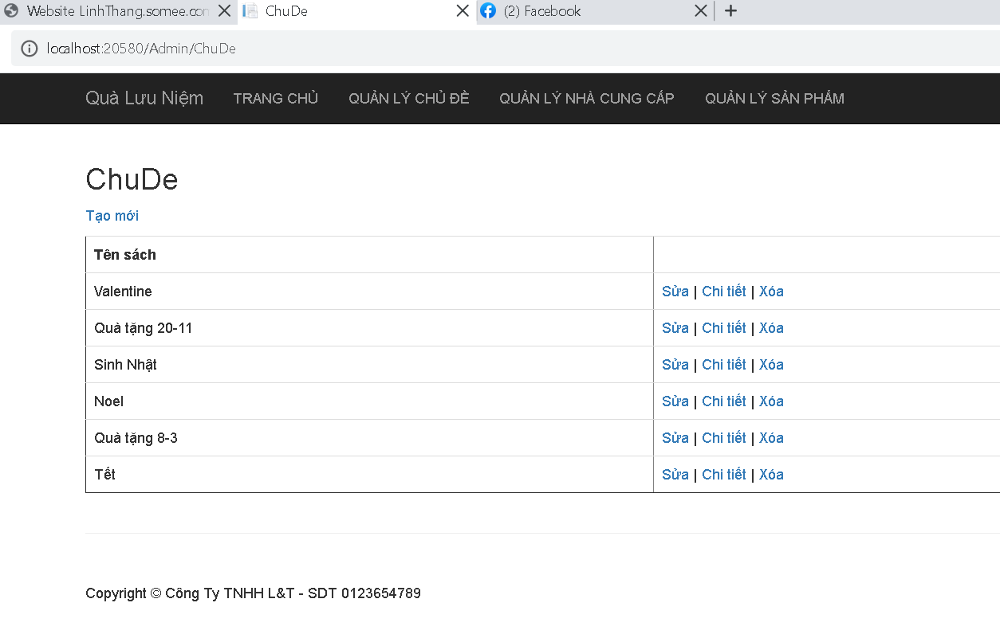 Website LinhThang.somee.com
ChuDe
(2) Facebook
localhost:20580/Admin/ChuDe
Quà Lưu Niệm TRANG CHỦ QUẢN LÝ CHỦ ĐỀ QUẢN LÝ NHÀ CUNG CẤP QUẢN LÝ SẢN PHẨM
ChuDe
Tạo mới
Tên sách
Valentine Sửa | Chi tiết | Xóa
Quà tặng 20-11 Sửa | Chi tiết | Xóa
Sinh Nhật Sửa | Chi tiết | Xóa
Noel Sửa | Chi tiết | Xóa
Quà tặng 8-3 Sửa | Chi tiết | Xóa
Tết Sửa | Chi tiết | Xóa
Copyright © Công Ty TNHH L&T - SDT 0123654789